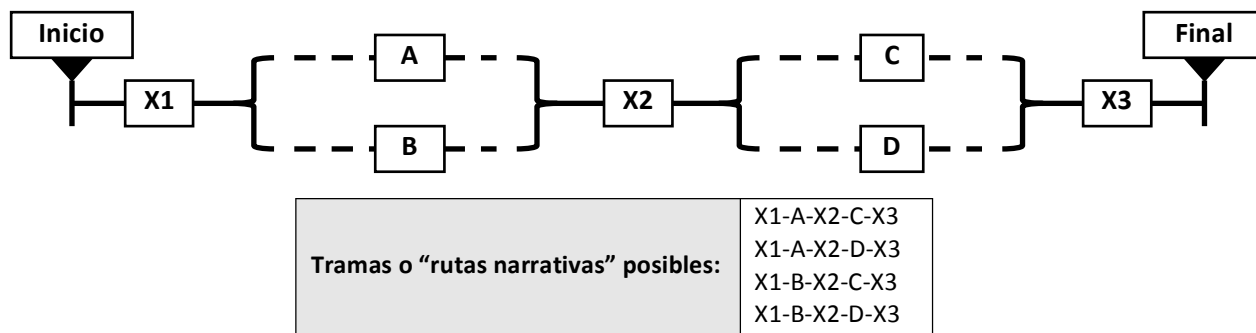 Inicio
Final
A
C
X1
X2
X3
B
D
Tramas o “rutas narrativas” posibles:
X1-A-X2-C-X3
X1-A-X2-D-X3
X1-B-X2-C-X3
X1-B-X2-D-X3